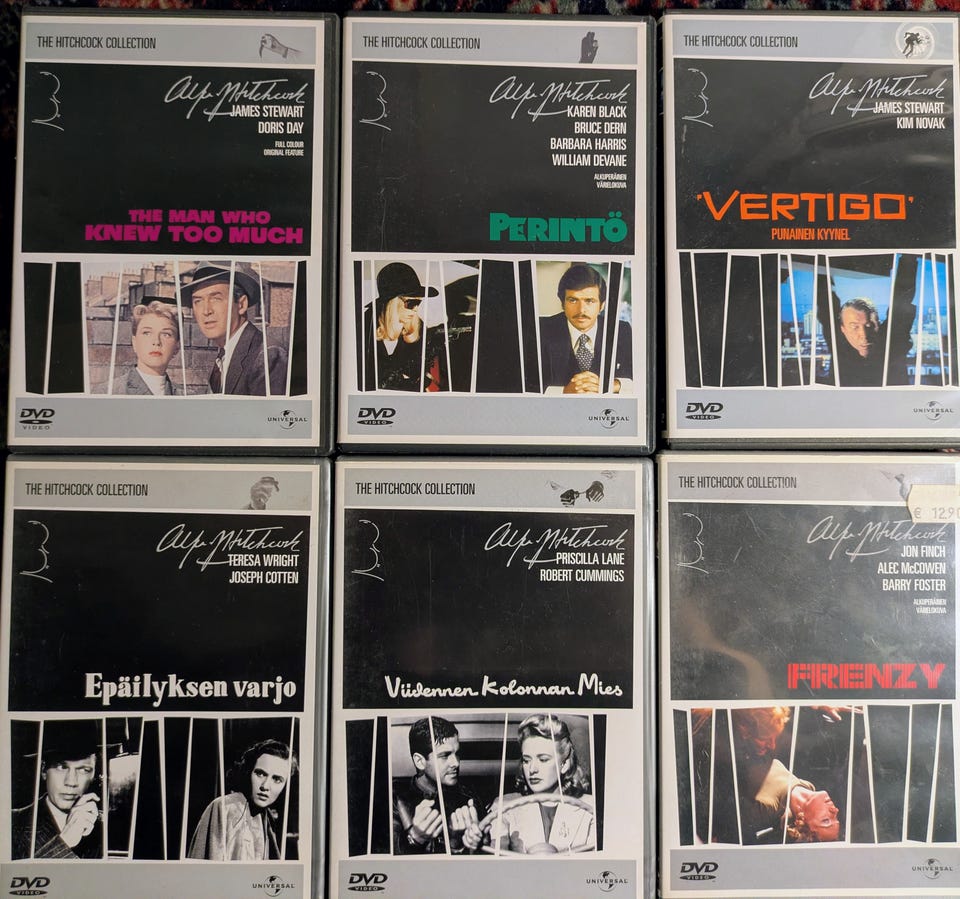 THE HITCHCOCK COLLECTION
Alfred Hitchcock
JAMES STEWART
DORIS DAY
FULL COLOUR
ORIGINAL FEATURE
THE MAN WHO
KNEW TOO MUCH
DVD
VIDEO
UNIVERSAL
THE HITCHCOCK COLLECTION
Alfred Hitchcock
KAREN BLACK
BRUCE DERN
BARBARA HARRIS
WILLIAM DEVANE
ALKUPERÄINEN
VÄRIELOKUVA
PERINTÖ
DVD
VIDEO
UNIVERSAL
THE HITCHCOCK COLLECTION
Alfred Hitchcock
JAMES STEWART
KIM NOVAK
'VERTIGO'
PUNAINEN KYYNEL
DVD
VIDEO
UNIVERSAL
THE HITCHCOCK COLLECTION
Alfred Hitchcock
TERESA WRIGHT
JOSEPH COTTEN
Epäilyksen varjo
DVD
VIDEO
UNIVERSAL
THE HITCHCOCK COLLECTION
Alfred Hitchcock
PRISCILLA LANE
ROBERT CUMMINGS
Viidennen Kolonnan Mies
DVD
VIDEO
UNIVERSAL
THE HITCHCOCK COLLECTION
€ 12,90
Alfred Hitchcock
JON FINCH
ALEC McCOWEN
BARRY FOSTER
ALKUPERÄINEN
VÄRIELOKUVA
FRENZY
DVD
VIDEO
UNIVERSAL